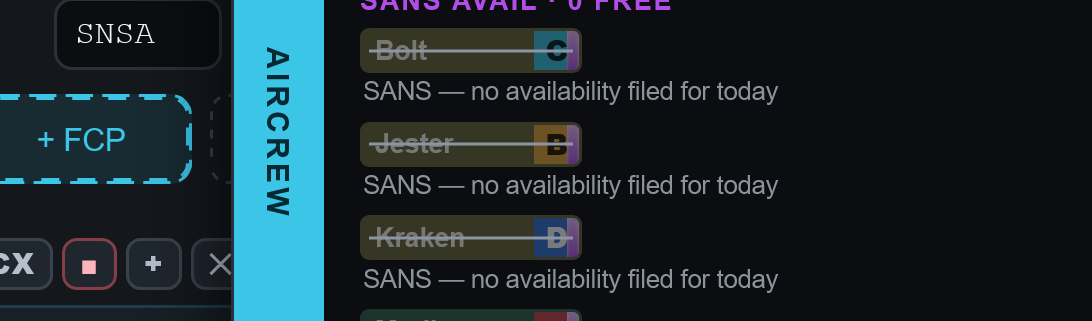 SNSA
+ FCP
CX ■ + ×
AIRCREW
SANS AVAIL · 0 FREE
Bolt C
SANS — no availability filed for today
Jester B
SANS — no availability filed for today
Kraken D
SANS — no availability filed for today